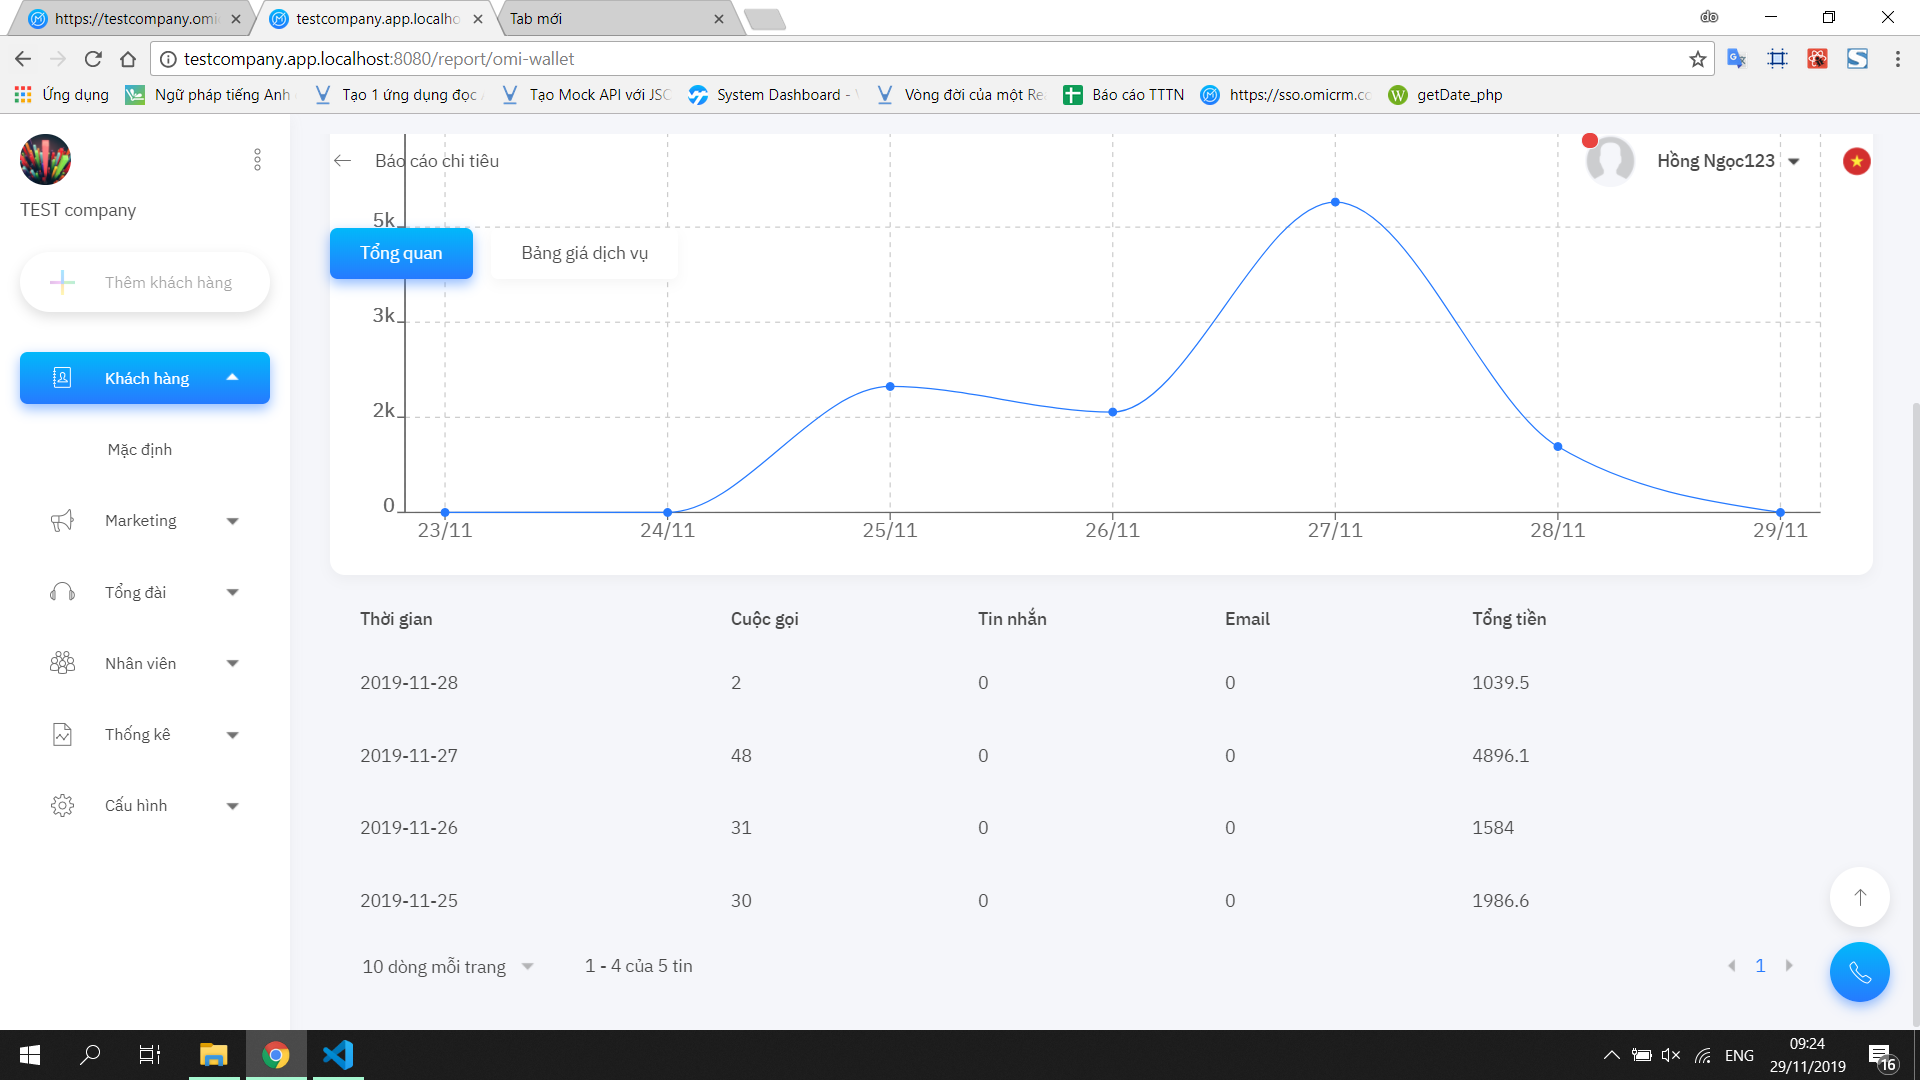 https://testcompany.omi
testcompany.app.localho
Tab mới
testcompany.app.localhost:8080/report/omi-wallet
Ứng dụng
Ngữ pháp tiếng Anh
Tạo 1 ứng dụng đọc
Tạo Mock API với JSO
System Dashboard -
Vòng đời của một Re
Báo cáo TTTN
https://sso.omicrm.co
getDate_php
TEST company
Thêm khách hàng
Khách hàng
Mặc định
Marketing
Tổng đài
Nhân viên
Thống kê
Cấu hình
Báo cáo chi tiêu
Hồng Ngọc123
Tổng quan
Bảng giá dịch vụ
5k
3k
2k
0
23/11 24/11 25/11 26/11 27/11 28/11 29/11
Thời gian Cuộc gọi Tin nhắn Email Tổng tiền
2019-11-28 2 0 0 1039.5
2019-11-27 48 0 0 4896.1
2019-11-26 31 0 0 1584
2019-11-25 30 0 0 1986.6
10 dòng mỗi trang
1 - 4 của 5 tin
1
ENG
09:24
29/11/2019
16